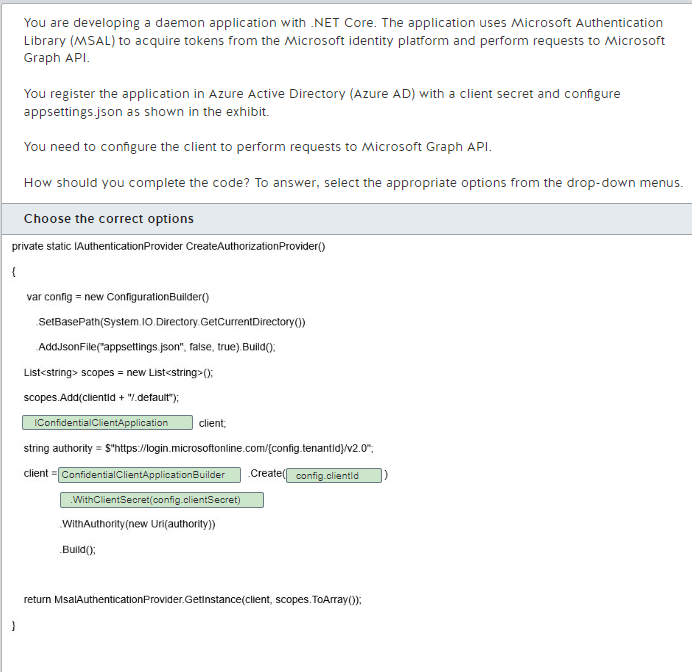 You are developing a daemon application with .NET Core. The application uses Microsoft Authentication
Library (MSAL) to acquire tokens from the Microsoft identity platform and perform requests to Microsoft
Graph API.
You register the application in Azure Active Directory (Azure AD) with a client secret and configure
appsettings.json as shown in the exhibit.
You need to configure the client to perform requests to Microsoft Graph API.
How should you complete the code? To answer, select the appropriate options from the drop-down menus.
Choose the correct options
private static IAuthenticationProvider CreateAuthorizationProvider()
{
var config = new ConfigurationBuilder()
.SetBasePath(System.IO.Directory.GetCurrentDirectory())
.AddJsonFile("appsettings.json", false, true).Build();
List<string> scopes = new List<string>();
scopes.Add(clientId + "/.default");
IConfidentialClientApplication client;
string authority = $"https://login.microsoftonline.com/{config.tenantId}/v2.0";
client = ConfidentialClientApplicationBuilder .Create( config.clientId )
.WithClientSecret(config.clientSecret)
.WithAuthority(new Uri(authority))
.Build();
return MsalAuthenticationProvider.GetInstance(client, scopes.ToArray());
}